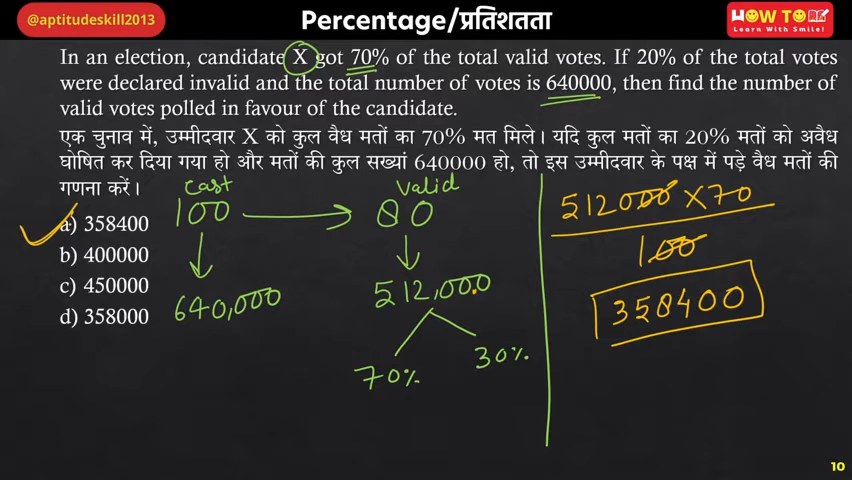 @aptitudeskill2013
Percentage/प्रतिशतता
HOW TO
Learn With Smile!
In an election, candidate X got 70% of the total valid votes. If 20% of the total votes
were declared invalid and the total number of votes is 640000, then find the number of
valid votes polled in favour of the candidate.
एक चुनाव में, उम्मीदवार X को कुल वैध मतों का 70% मत मिले। यदि कुल मतों का 20% मतों को अवैध
घोषित कर दिया गया हो और मतों की कुल सख्यां 640000 हो, तो इस उम्मीदवार के पक्ष में पड़े वैध मतों की
गणना करें।
a) 358400
b) 400000
c) 450000
d) 358000
cast valid
100 80
640,000 512,000
70% 30%
512000 X 70
100
358400
10